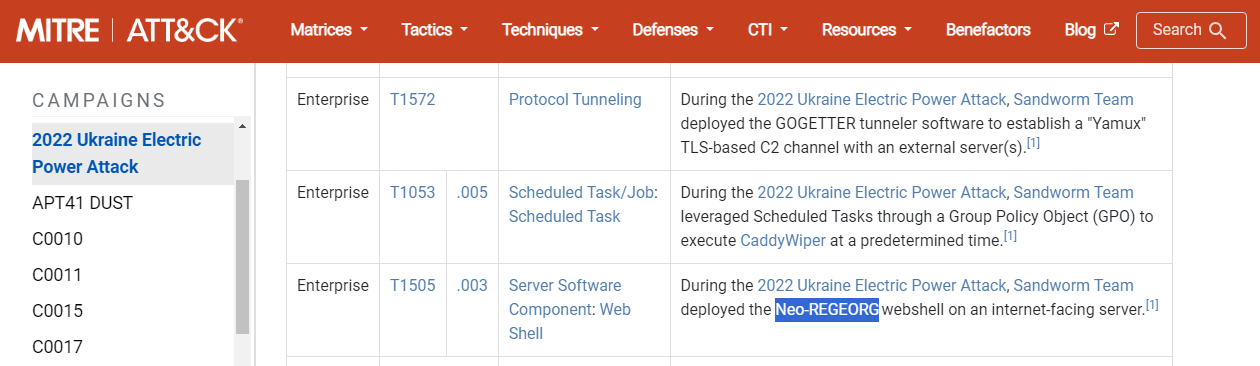 MITRE | ATT&CK®
Matrices Tactics Techniques Defenses CTI Resources Benefactors Blog Search
CAMPAIGNS
2022 Ukraine Electric
Power Attack
APT41 DUST
C0010
C0011
C0015
C0017
Enterprise T1572 Protocol Tunneling During the 2022 Ukraine Electric Power Attack, Sandworm Team
deployed the GOGETTER tunneler software to establish a "Yamux"
TLS-based C2 channel with an external server(s).[1]
Enterprise T1053 .005 Scheduled Task/Job: During the 2022 Ukraine Electric Power Attack, Sandworm Team
Scheduled Task leveraged Scheduled Tasks through a Group Policy Object (GPO) to
execute CaddyWiper at a predetermined time.[1]
Enterprise T1505 .003 Server Software During the 2022 Ukraine Electric Power Attack, Sandworm Team
Component: Web deployed the Neo-REGEORG webshell on an internet-facing server.[1]
Shell